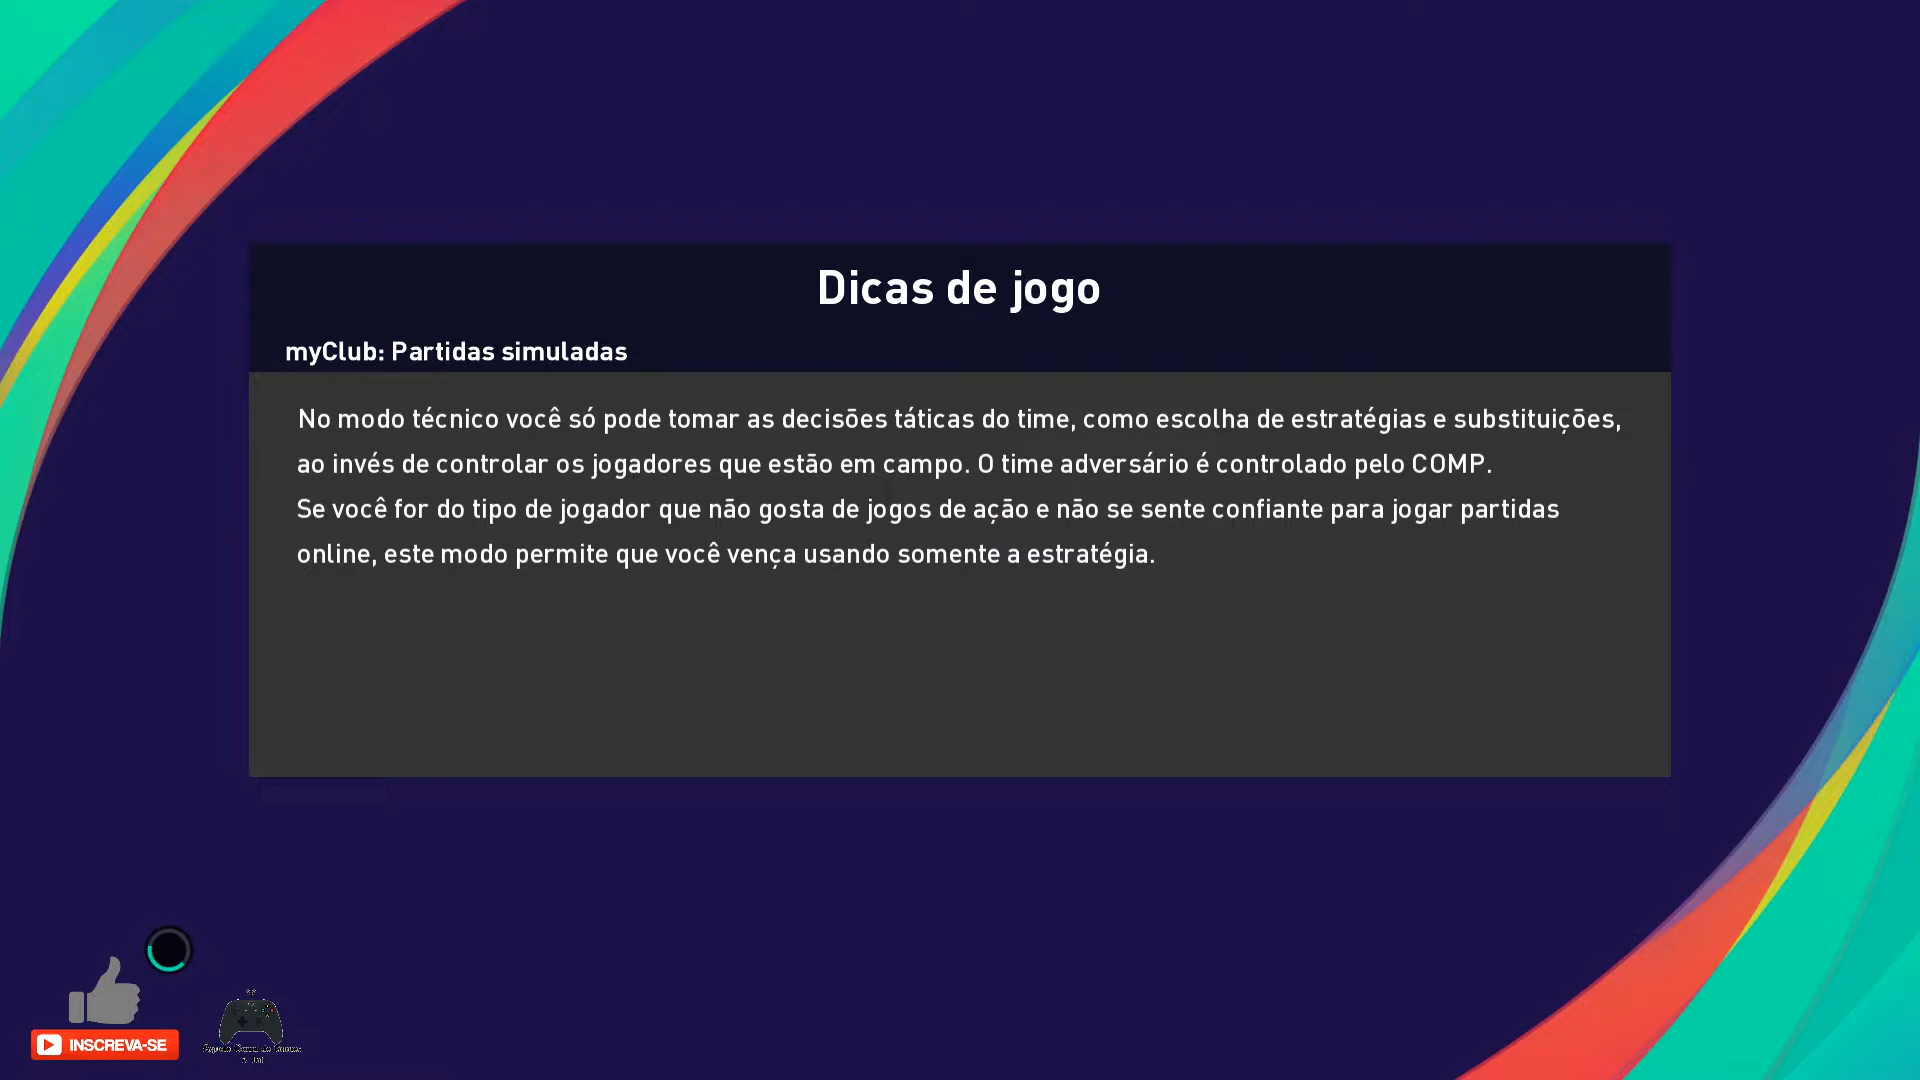 Dicas de jogo
myClub: Partidas simuladas
No modo técnico você só pode tomar as decisões táticas do time, como escolha de estratégias e substituições,
ao invés de controlar os jogadores que estão em campo. O time adversário é controlado pelo COMP.
Se você for do tipo de jogador que não gosta de jogos de ação e não se sente confiante para jogar partidas
online, este modo permite que você vença usando somente a estratégia.
INSCREVA-SE